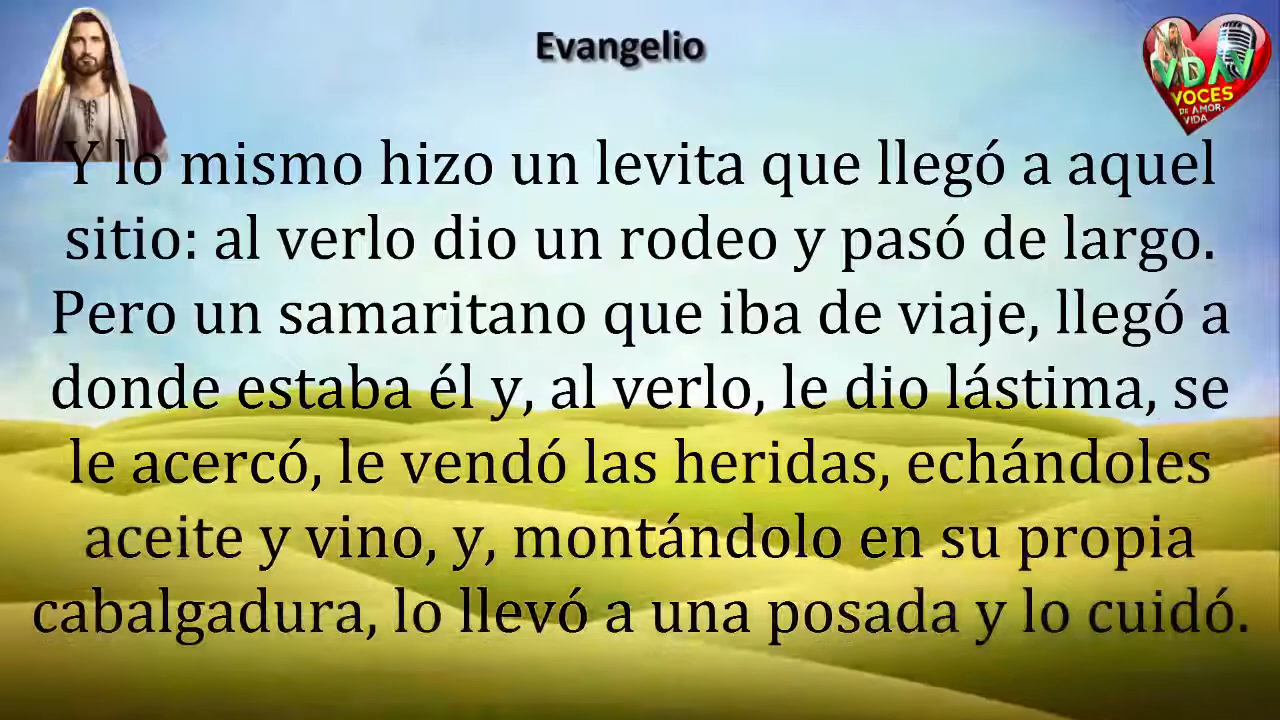 Evangelio
VDAV
VOCES
DE AMOR Y
VIDA
Y lo mismo hizo un levita que llegó a aquel
sitio: al verlo dio un rodeo y pasó de largo.
Pero un samaritano que iba de viaje, llegó a
donde estaba él y, al verlo, le dio lástima, se
le acercó, le vendó las heridas, echándoles
aceite y vino, y, montándolo en su propia
cabalgadura, lo llevó a una posada y lo cuidó.